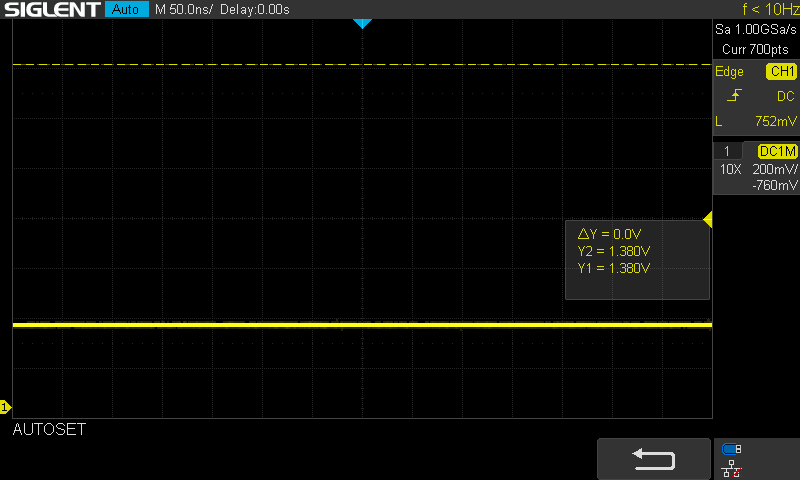 SIGLENT Auto M 50.0ns/ Delay:0.00s f < 10Hz
Sa 1.00GSa/s
Curr 700pts
Edge CH1
DC
L 752mV
1 DC1M
10X 200mV/
-760mV
△Y = 0.0V
Y2 = 1.380V
Y1 = 1.380V
1
AUTOSET